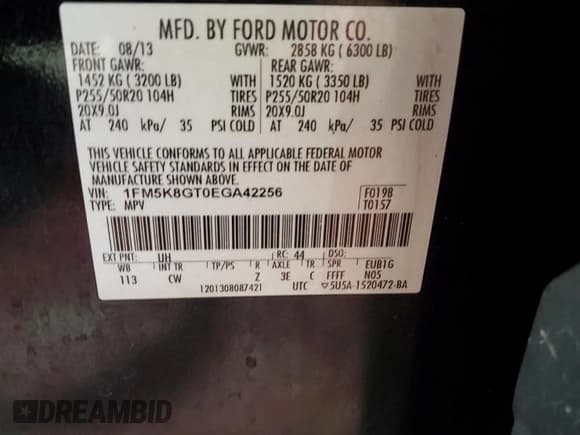 MFD. BY FORD MOTOR CO.
DATE: 08/13 GVWR: 2858 KG ( 6300 LB)
FRONT GAWR: REAR GAWR:
1452 KG ( 3200 LB) WITH 1520 KG ( 3350 LB) WITH
P255/50R20 104H TIRES P255/50R20 104H TIRES
20X9.0J RIMS 20X9.0J RIMS
AT 240 kPa/ 35 PSI COLD AT 240 kPa/ 35 PSI COLD
THIS VEHICLE CONFORMS TO ALL APPLICABLE FEDERAL MOTOR
VEHICLE SAFETY STANDARDS IN EFFECT ON THE DATE OF
MANUFACTURE SHOWN ABOVE.
VIN: 1FM5K8GT0EGA42256 F0198
TYPE: MPV T0157
EXT PNT: UH RC: 44 DSO:
WB INT TR TP/PS R AXLE TR SPR EUB1G
113 CW Z 3E C FFFF N05
1201308087421 UTC ▽5U5A-1520472-BA
DREAMBID